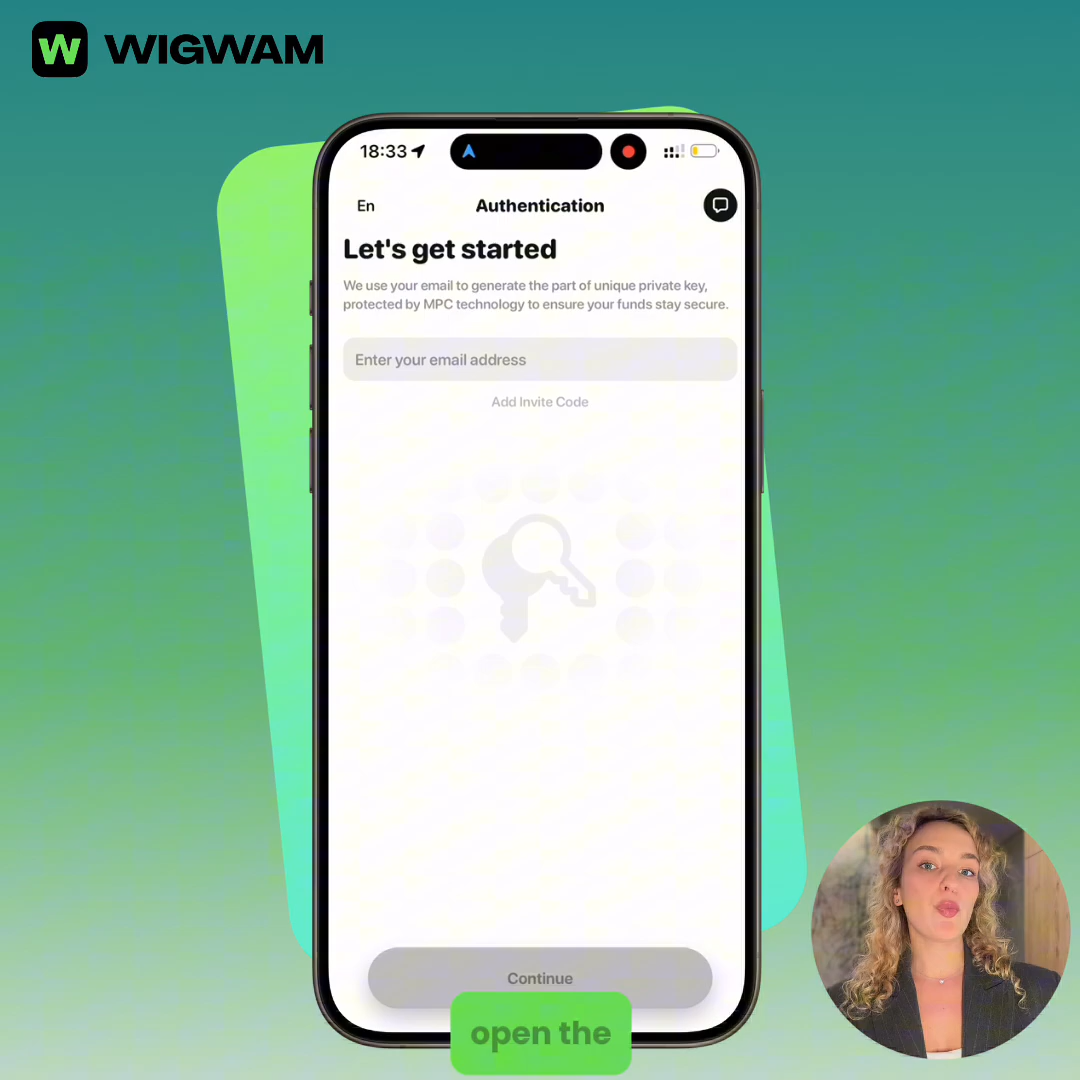 W WIGWAM
18:33
En
Authentication
Let's get started
We use your email to generate the part of unique private key,
protected by MPC technology to ensure your funds stay secure.
Enter your email address
Add Invite Code
Continue
open the